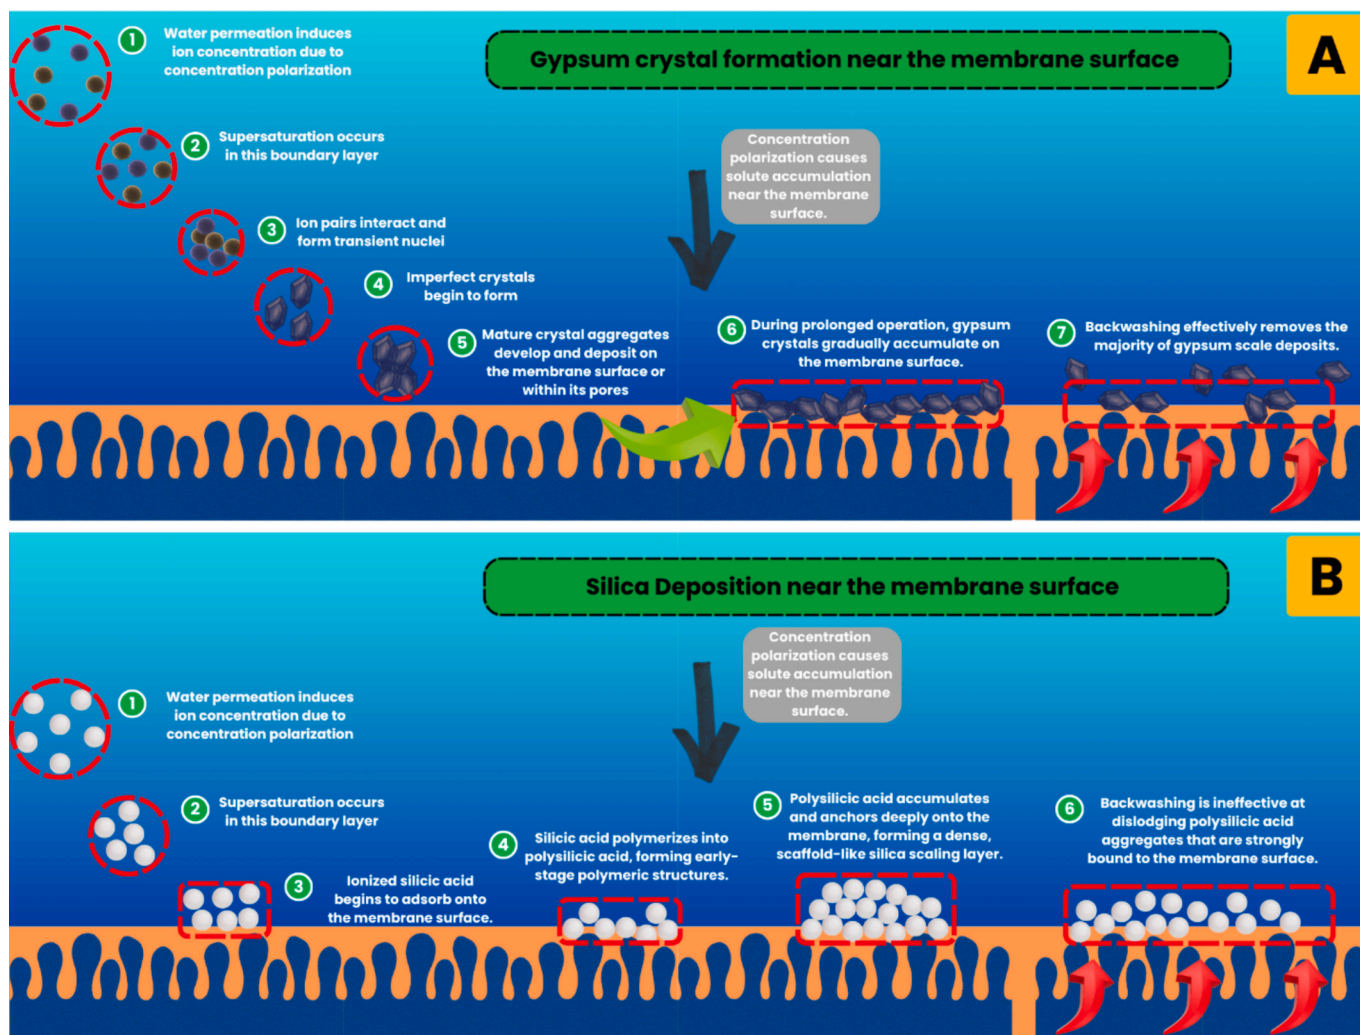 A
Gypsum crystal formation near the membrane surface
1
Water permeation induces
ion concentration due to
concentration polarization
2
Supersaturation occurs
in this boundary layer
Concentration
polarization causes
solute accumulation
near the membrane
surface.
3
Ion pairs interact and
form transient nuclei
4
Imperfect crystals
begin to form
5
Mature crystal aggregates
develop and deposit on
the membrane surface or
within its pores
6
During prolonged operation, gypsum
crystals gradually accumulate on
the membrane surface.
7
Backwashing effectively removes the
majority of gypsum scale deposits.
B
Silica Deposition near the membrane surface
Concentration
polarization causes
solute accumulation
near the membrane
surface.
1
Water permeation induces
ion concentration due to
concentration polarization
2
Supersaturation occurs
in this boundary layer
3
Ionized silicic acid
begins to adsorb onto
the membrane surface.
4
Silicic acid polymerizes into
polysilicic acid, forming early-
stage polymeric structures.
5
Polysilicic acid accumulates
and anchors deeply onto the
membrane, forming a dense,
scaffold-like silica scaling layer.
6
Backwashing is ineffective at
dislodging polysilicic acid
aggregates that are strongly
bound to the membrane surface.